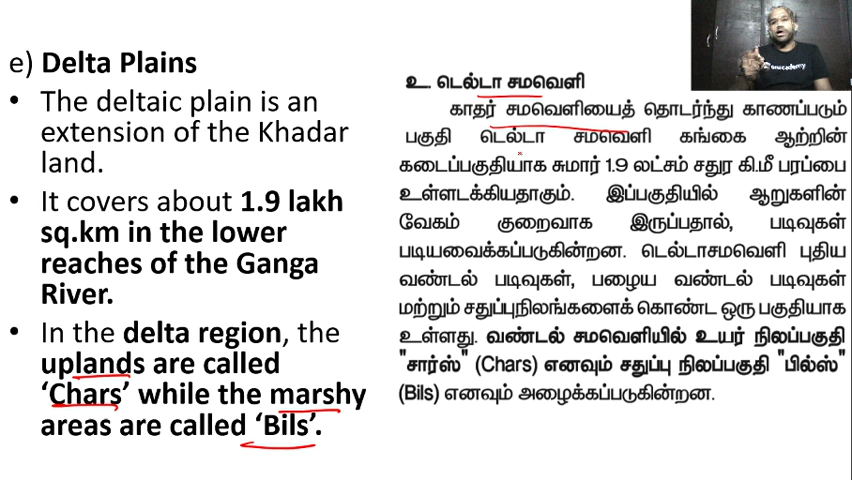 e) Delta Plains
• The deltaic plain is an
extension of the Khadar
land.
• It covers about 1.9 lakh
sq.km in the lower
reaches of the Ganga
River.
• In the delta region, the
uplands are called
‘Chars’ while the marshy
areas are called ‘Bils’.
உ. டெல்டா சமவெளி
காதர் சமவெளியைத் தொடர்ந்து காணப்படும்
பகுதி டெல்டா சமவெளி கங்கை ஆற்றின்
கடைப்பகுதியாக சுமார் 1.9 லட்சம் சதுர கி.மீ பரப்பை
உள்ளடக்கியதாகும். இப்பகுதியில் ஆறுகளின்
வேகம் குறைவாக இருப்பதால், படிவுகள்
படியவைக்கப்படுகின்றன. டெல்டாசமவெளி புதிய
வண்டல் படிவுகள், பழைய வண்டல் படிவுகள்
மற்றும் சதுப்புநிலங்களைக் கொண்ட ஒரு பகுதியாக
உள்ளது. வண்டல் சமவெளியில் உயர் நிலப்பகுதி
"சார்ஸ்" (Chars) எனவும் சதுப்பு நிலப்பகுதி "பில்ஸ்"
(Bils) எனவும் அழைக்கப்படுகின்றன.